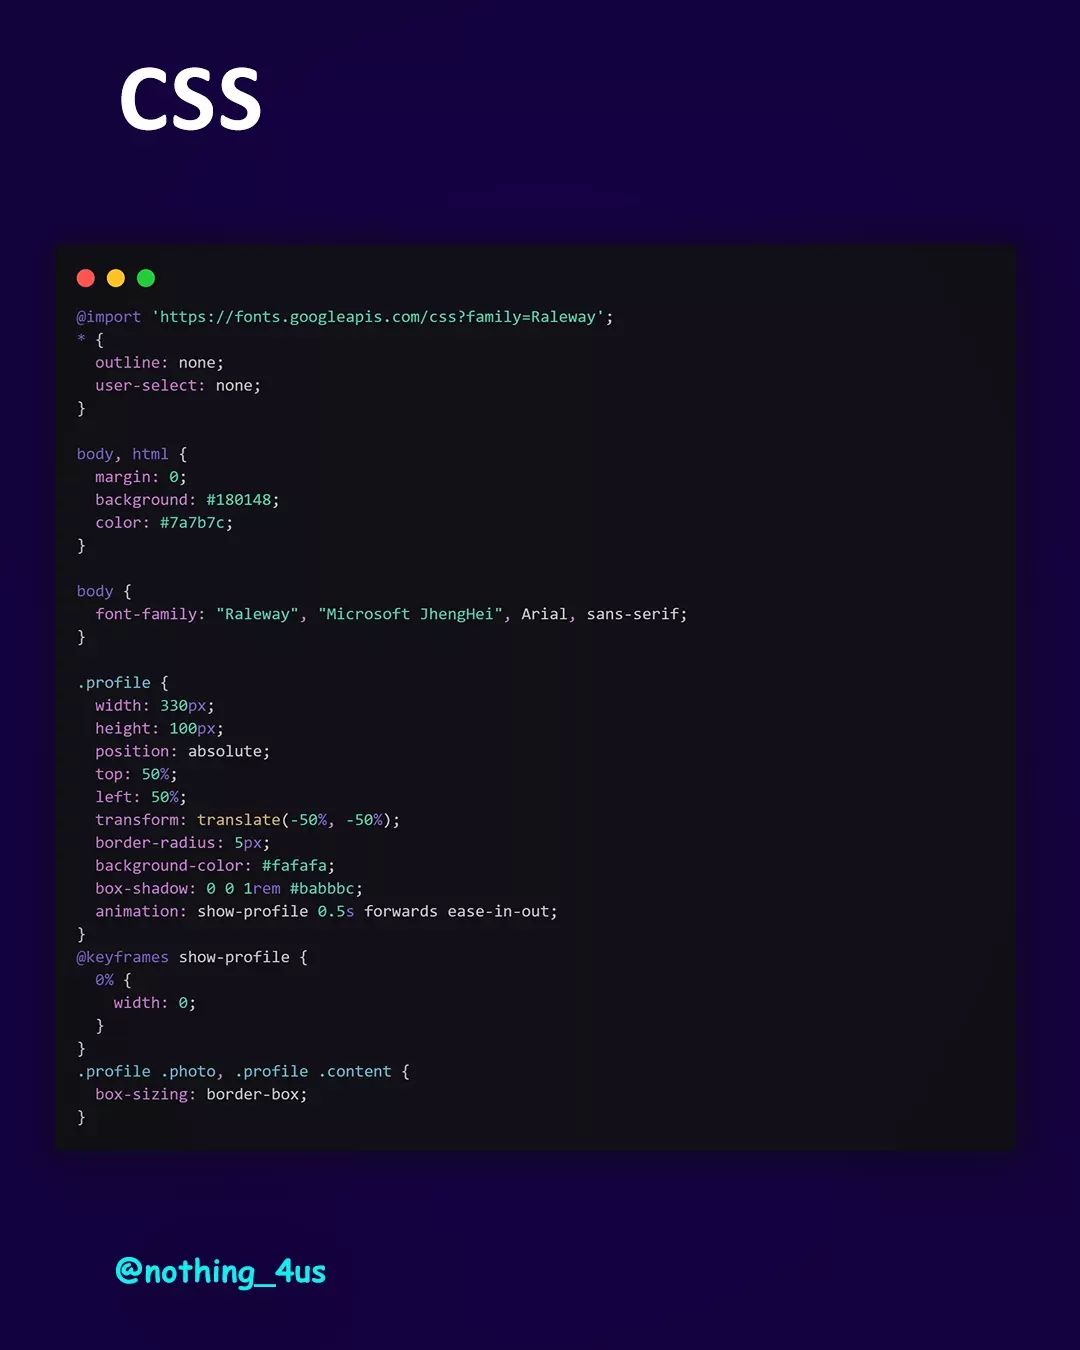 CSS
@import 'https://fonts.googleapis.com/css?family=Raleway';
* {
  outline: none;
  user-select: none;
}

body, html {
  margin: 0;
  background: #180148;
  color: #7a7b7c;
}

body {
  font-family: "Raleway", "Microsoft JhengHei", Arial, sans-serif;
}

.profile {
  width: 330px;
  height: 100px;
  position: absolute;
  top: 50%;
  left: 50%;
  transform: translate(-50%, -50%);
  border-radius: 5px;
  background-color: #fafafa;
  box-shadow: 0 0 1rem #babbbc;
  animation: show-profile 0.5s forwards ease-in-out;
}
@keyframes show-profile {
  0% {
    width: 0;
  }
}
.profile .photo, .profile .content {
  box-sizing: border-box;
}
@nothing_4us